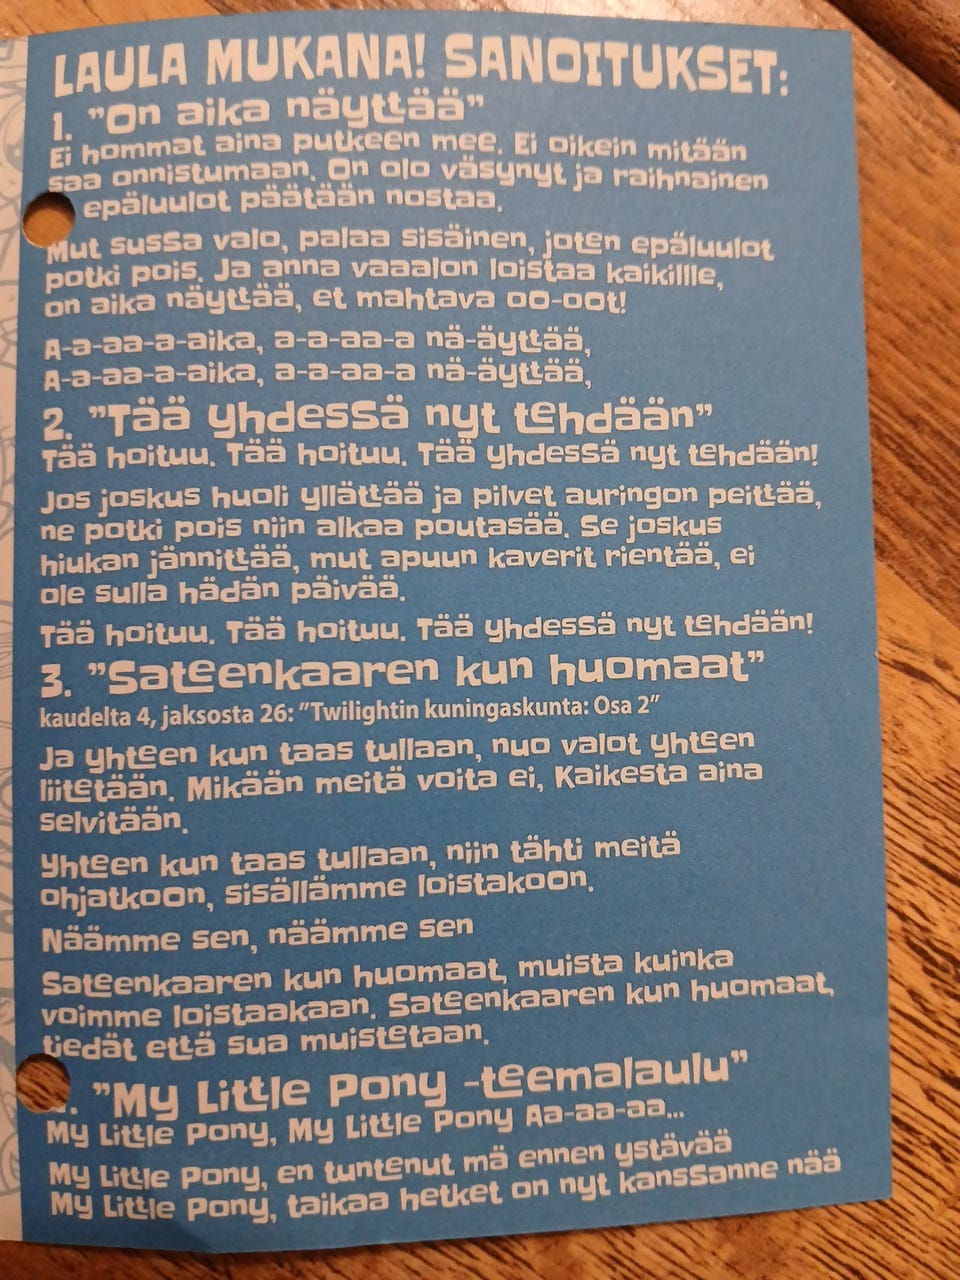 LAULA MUKANA! SANOITUKSET:
1. "On aika näyttää"
Ei hommat aina putkeen mee. Ei oikein mitään
saa onnistumaan. On olo väsynyt ja raihnainen
epäluulot päätään nostaa.
Mut sussa valo, palaa sisäinen, joten epäluulot
potki pois. Ja anna vaaalon loistaa kaikillle,
on aika näyttää, et mahtava oo-oot!
A-a-aa-a-aika, a-a-aa-a nä-äyttää,
A-a-aa-a-aika, a-a-aa-a nä-äyttää,
2. "Tää yhdessä nyt tehdään"
Tää hoituu. Tää hoituu. Tää yhdessä nyt tehdään!
Jos joskus huoli yllättää ja pilvet auringon peittää,
ne potki pois niin alkaa poutasää. Se joskus
hiukan jännittää, mut apuun kaverit rientää, ei
ole sulla hädän päivää.
Tää hoituu. Tää hoituu. Tää yhdessä nyt tehdään!
3. "Sateenkaaren kun huomaat"
kaudelta 4, jaksosta 26: "Twilightin kuningaskunta: Osa 2"
Ja yhteen kun taas tullaan, nuo valot yhteen
liitetään. Mikään meitä voita ei, Kaikesta aina
selvitään.
Yhteen kun taas tullaan, niin tähti meitä
ohjatkoon, sisällämme loistakoon.
Näämme sen, näämme sen
Sateenkaaren kun huomaat, muista kuinka
voimme loistaakaan. Sateenkaaren kun huomaat,
tiedät että sua muistetaan.
. "My Little Pony -teemalaulu"
My Little Pony, My Little Pony Aa-aa-aa...
My Little Pony, en tuntenut mä ennen ystävää
My Little Pony, taikaa hetket on nyt kanssanne nää